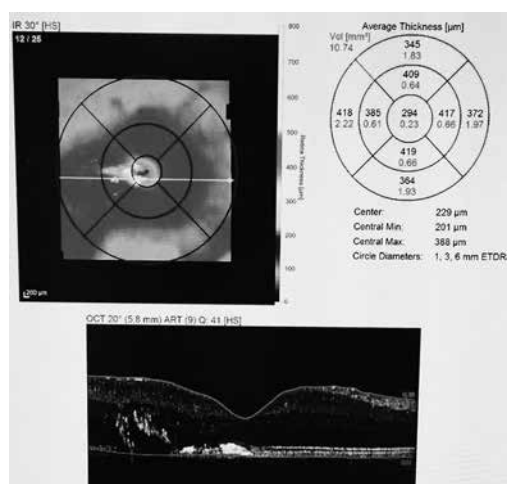 IR 30° [HS]
12 / 25
200 µm
800
700
600
500
400
300
200
100
0
Retina Thickness [µm]
Average Thickness [µm]
Vol [mm³]
10.74
345
1.83
409
0.64
418
2.22
385
0.61
294
0.23
417
0.66
372
1.97
419
0.66
364
1.93
Center: 229 µm
Central Min: 201 µm
Central Max: 368 µm
Circle Diameters: 1, 3, 6 mm ETDR
OCT 20° (5.8 mm) ART (9) Q: 41 [HS]